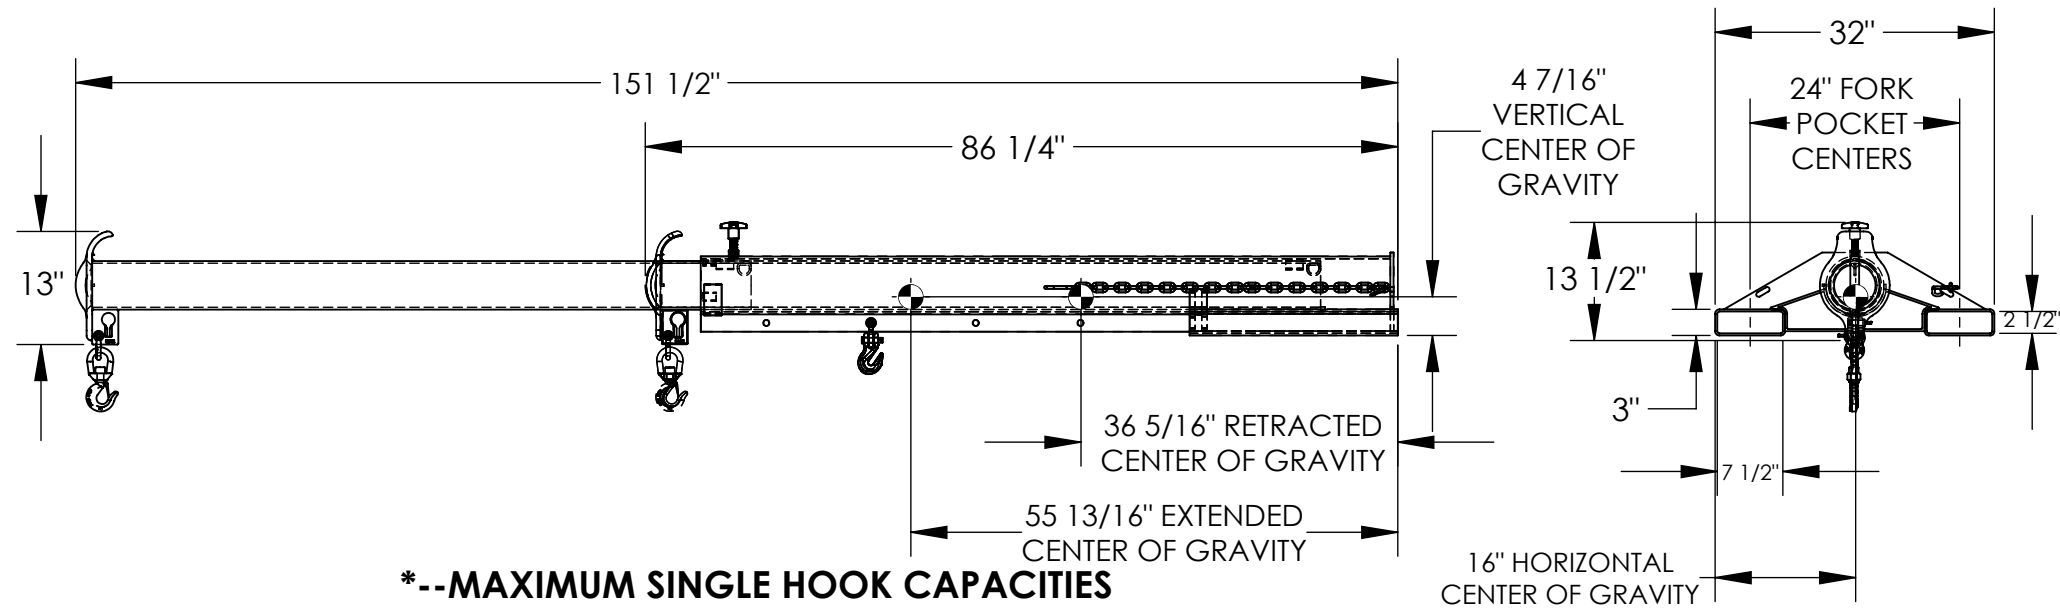 151 1/2"
86 1/4"
13"
4 7/16"
VERTICAL
CENTER OF
GRAVITY
36 5/16" RETRACTED
CENTER OF GRAVITY
55 13/16" EXTENDED
CENTER OF GRAVITY
*--MAXIMUM SINGLE HOOK CAPACITIES
32"
24" FORK
POCKET
CENTERS
13 1/2"
2 1/2"
3"
7 1/2"
16" HORIZONTAL
CENTER OF GRAVITY